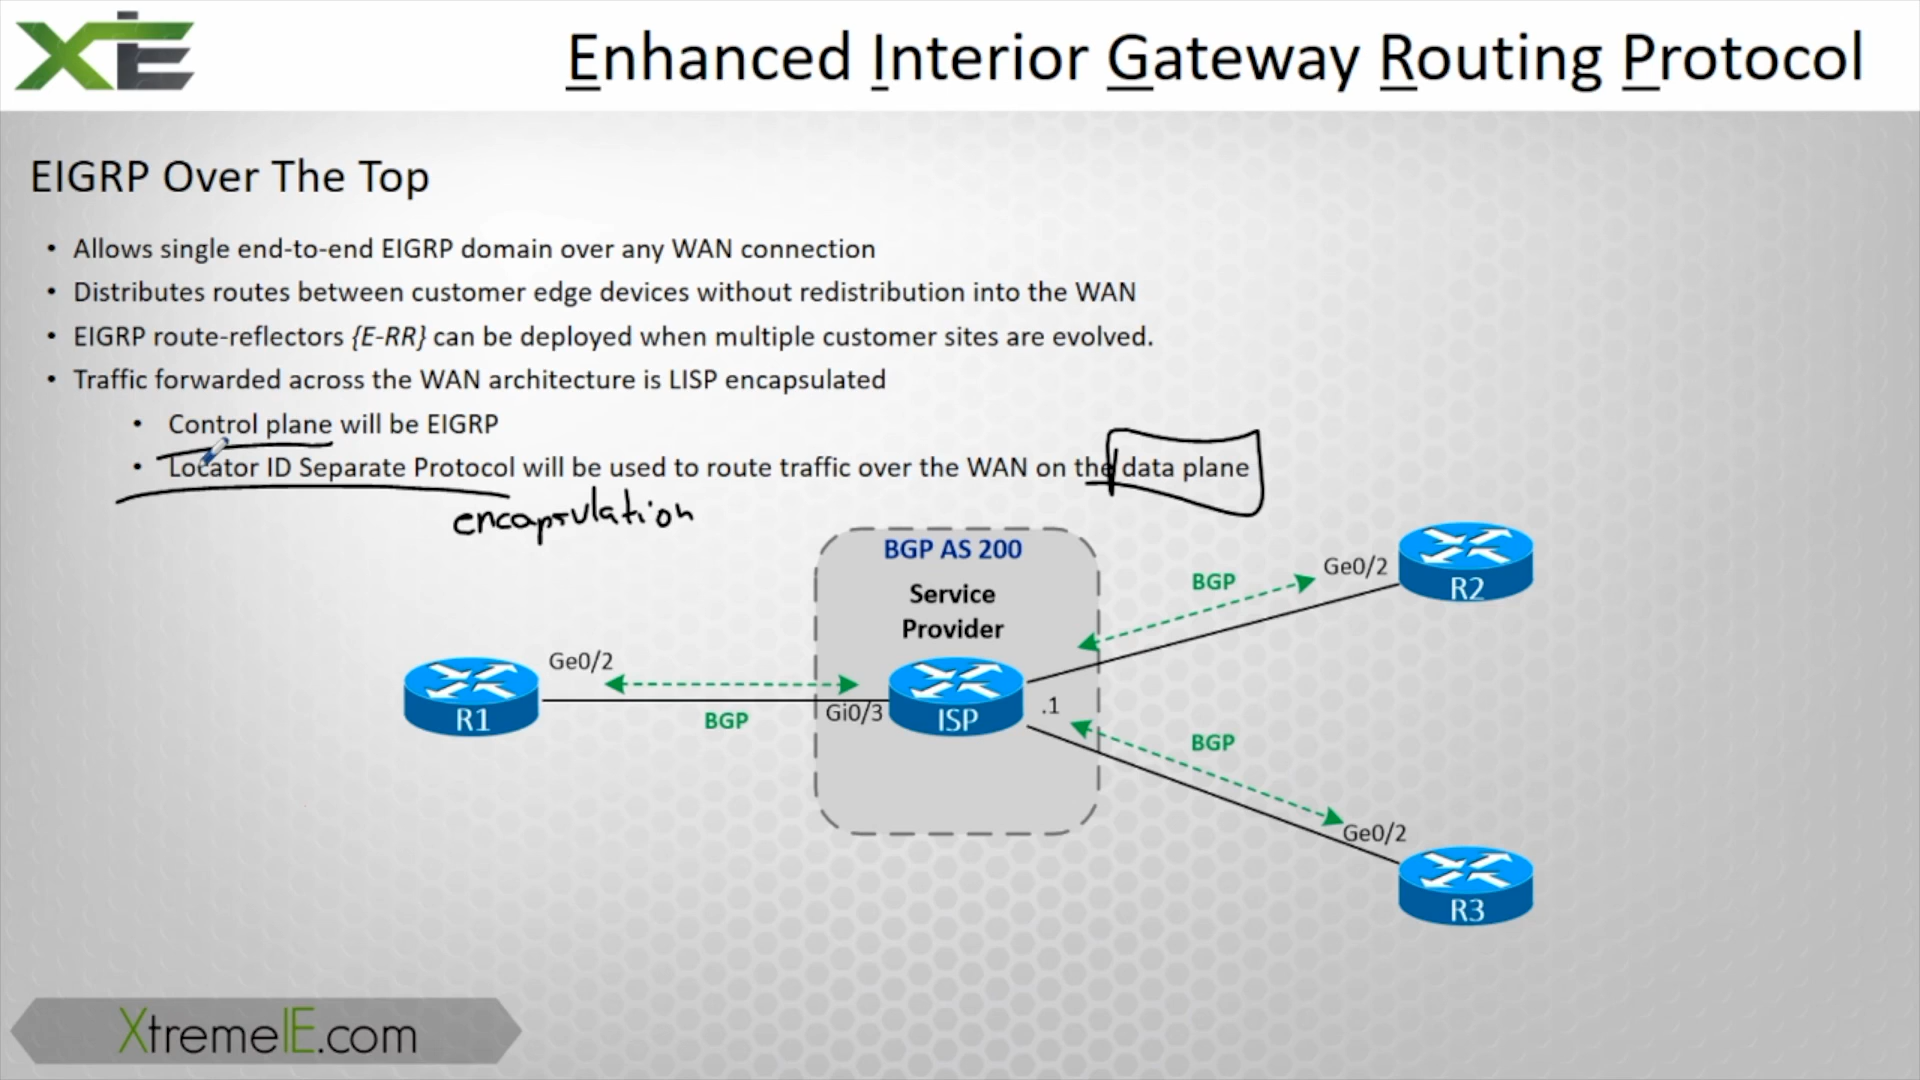 XIE
Enhanced Interior Gateway Routing Protocol
EIGRP Over The Top
• Allows single end-to-end EIGRP domain over any WAN connection
• Distributes routes between customer edge devices without redistribution into the WAN
• EIGRP route-reflectors {E-RR} can be deployed when multiple customer sites are evolved.
• Traffic forwarded across the WAN architecture is LISP encapsulated
• Control plane will be EIGRP
• Locator ID Separate Protocol will be used to route traffic over the WAN on the data plane
encapsulation
BGP AS 200
Service
Provider
BGP
Ge0/2
R2
Ge0/2
R1
BGP
Gi0/3
ISP
.1
BGP
Ge0/2
R3
XtremeIE.com